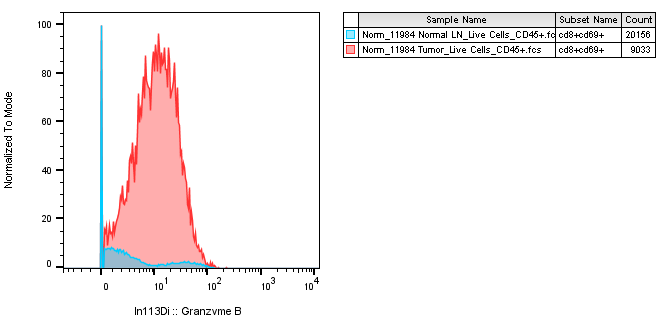 Normalized To Mode
100
80
60
40
20
0
0 10^1 10^2 10^3 10^4
In113Di :: Granzyme B
Sample Name Subset Name Count
Norm_11984 Normal LN_Live Cells_CD45+.fc cd8+cd69+ 20156
Norm_11984 Tumor_Live Cells_CD45+.fcs cd8+cd69+ 9033